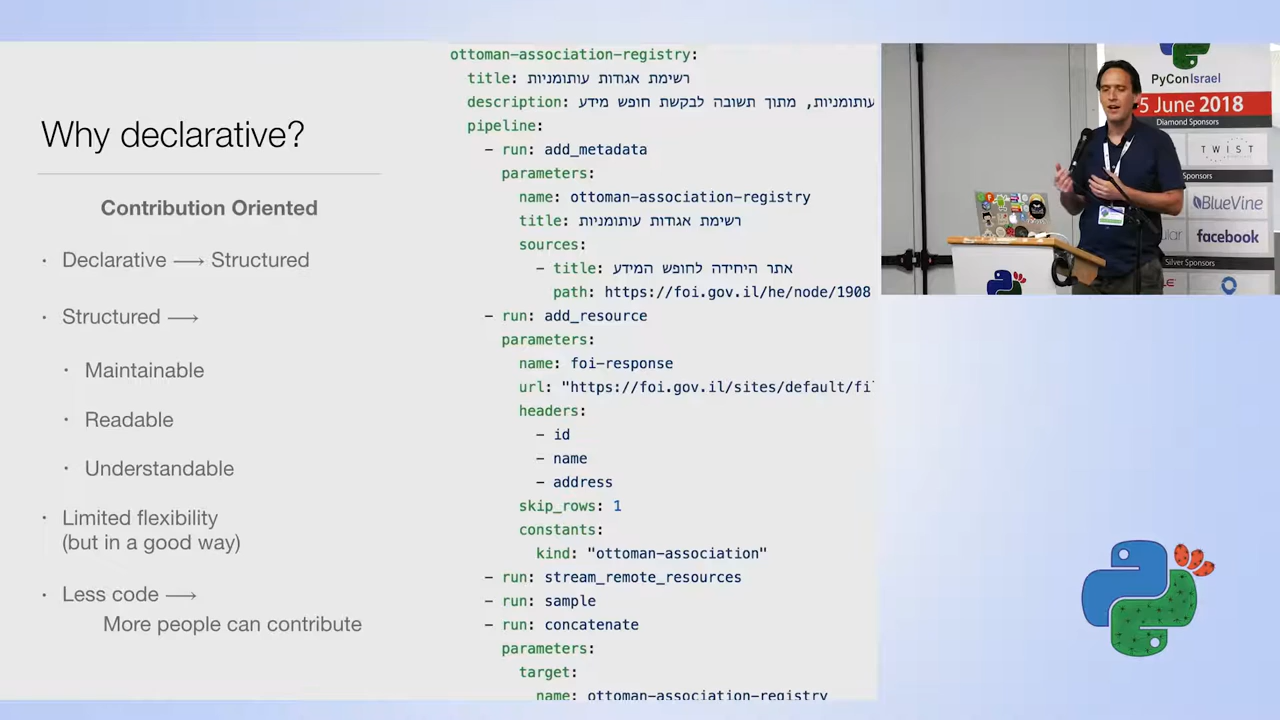 Why declarative?
Contribution Oriented
· Declarative ⟶ Structured
· Structured ⟶
· Maintainable
· Readable
· Understandable
· Limited flexibility
(but in a good way)
· Less code ⟶
More people can contribute
ottoman-association-registry:
title: רשימת אגודות עותומניות
description: עותומניות, מתוך תשובה לבקשת חופש מידע
pipeline:
- run: add_metadata
parameters:
name: ottoman-association-registry
title: רשימת אגודות עותומניות
sources:
- title: אתר היחידה לחופש המידע
path: https://foi.gov.il/he/node/1908
- run: add_resource
parameters:
name: foi-response
url: "https://foi.gov.il/sites/default/fi
headers:
- id
- name
- address
skip_rows: 1
constants:
kind: "ottoman-association"
- run: stream_remote_resources
- run: sample
- run: concatenate
parameters:
target:
name: ottoman-association-registry
PyConIsrael
5 June 2018
Diamond Sponsors
TWIST
Sponsors
BlueVine
facebook
Silver Sponsors